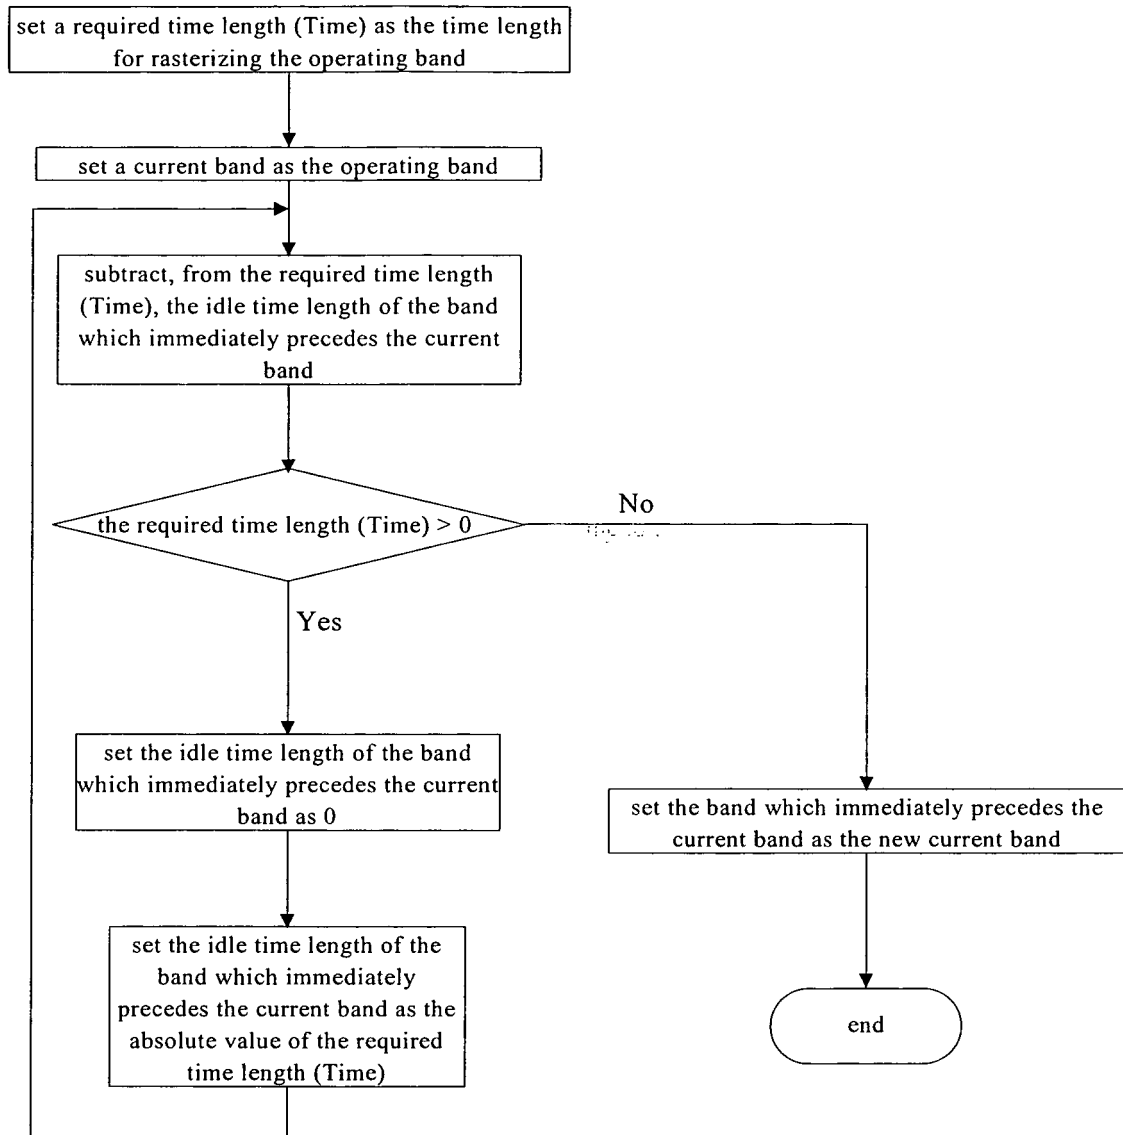 set a required time length (Time) as the time length
for rasterizing the operating band
set a current band as the operating band
subtract, from the required time length
(Time), the idle time length of the band
which immediately precedes the current
band
the required time length (Time) > 0
No
Yes
set the idle time length of the band
which immediately precedes the current
band as 0
set the band which immediately precedes the
current band as the new current band
set the idle time length of the
band which immediately
precedes the current band as the
absolute value of the required
time length (Time)
end